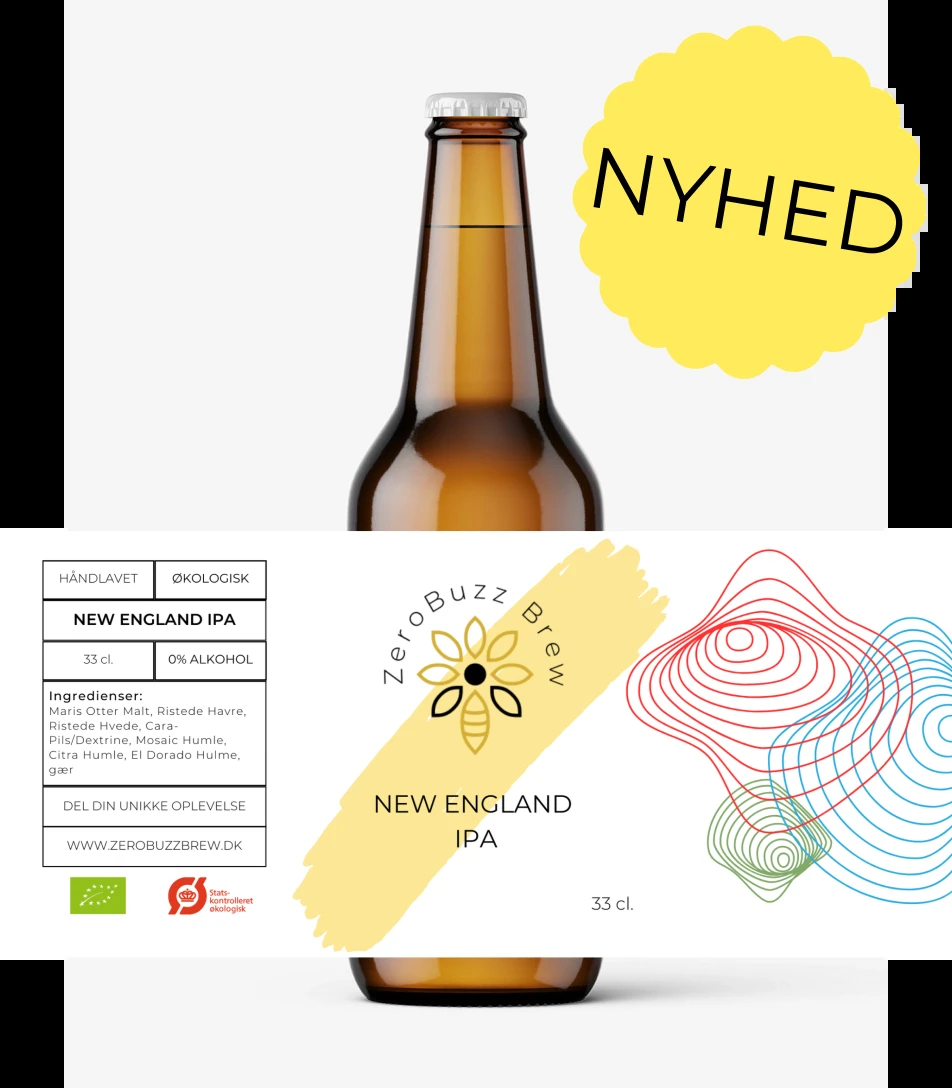 NYHED
HÅNDLAVET
ØKOLOGISK
NEW ENGLAND IPA
33 cl.
0% ALKOHOL
Ingredienser:
Maris Otter Malt, Ristede Havre,
Ristede Hvede, Cara-
Pils/Dextrine, Mosaic Humle,
Citra Humle, El Dorado Hulme,
gær
DEL DIN UNIKKE OPLEVELSE
WWW.ZEROBUZZBREW.DK
Stats-
kontrolleret
økologisk
ZeroBuzz Brew
NEW ENGLAND
IPA
33 cl.